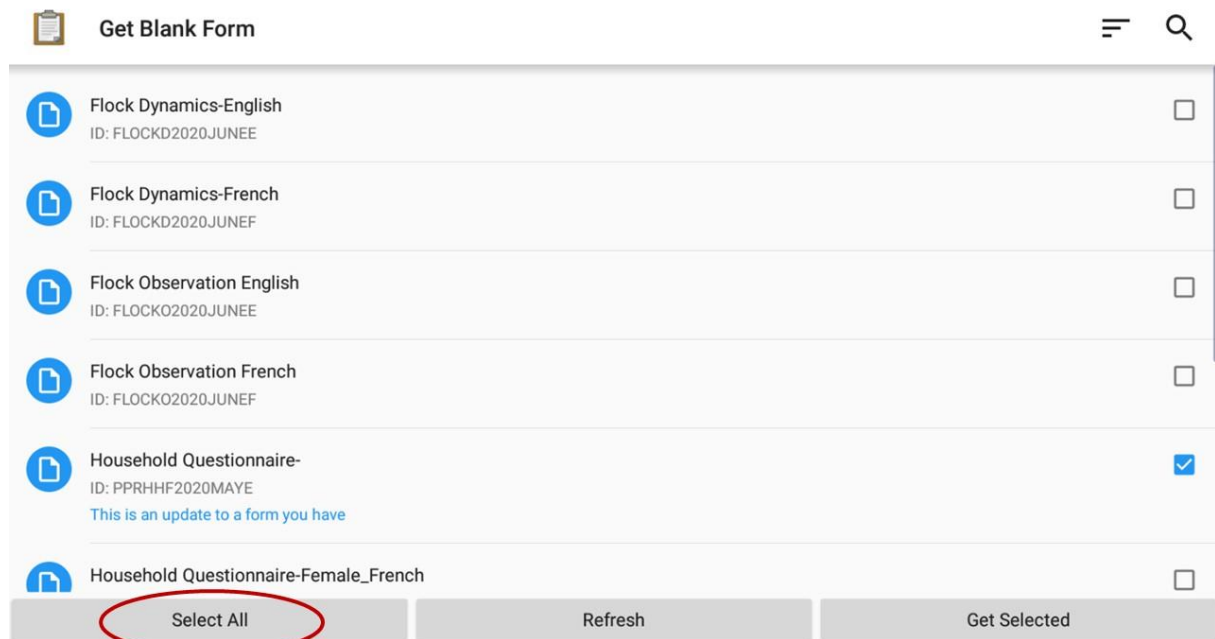 Get Blank Form
Flock Dynamics-English
ID: FLOCKD2020JUNEE
Flock Dynamics-French
ID: FLOCKD2020JUNEF
Flock Observation English
ID: FLOCKO2020JUNEE
Flock Observation French
ID: FLOCKO2020JUNEF
Household Questionnaire-
ID: PPRHHF2020MAYE
This is an update to a form you have
Household Questionnaire-Female_French
Select All
Refresh
Get Selected